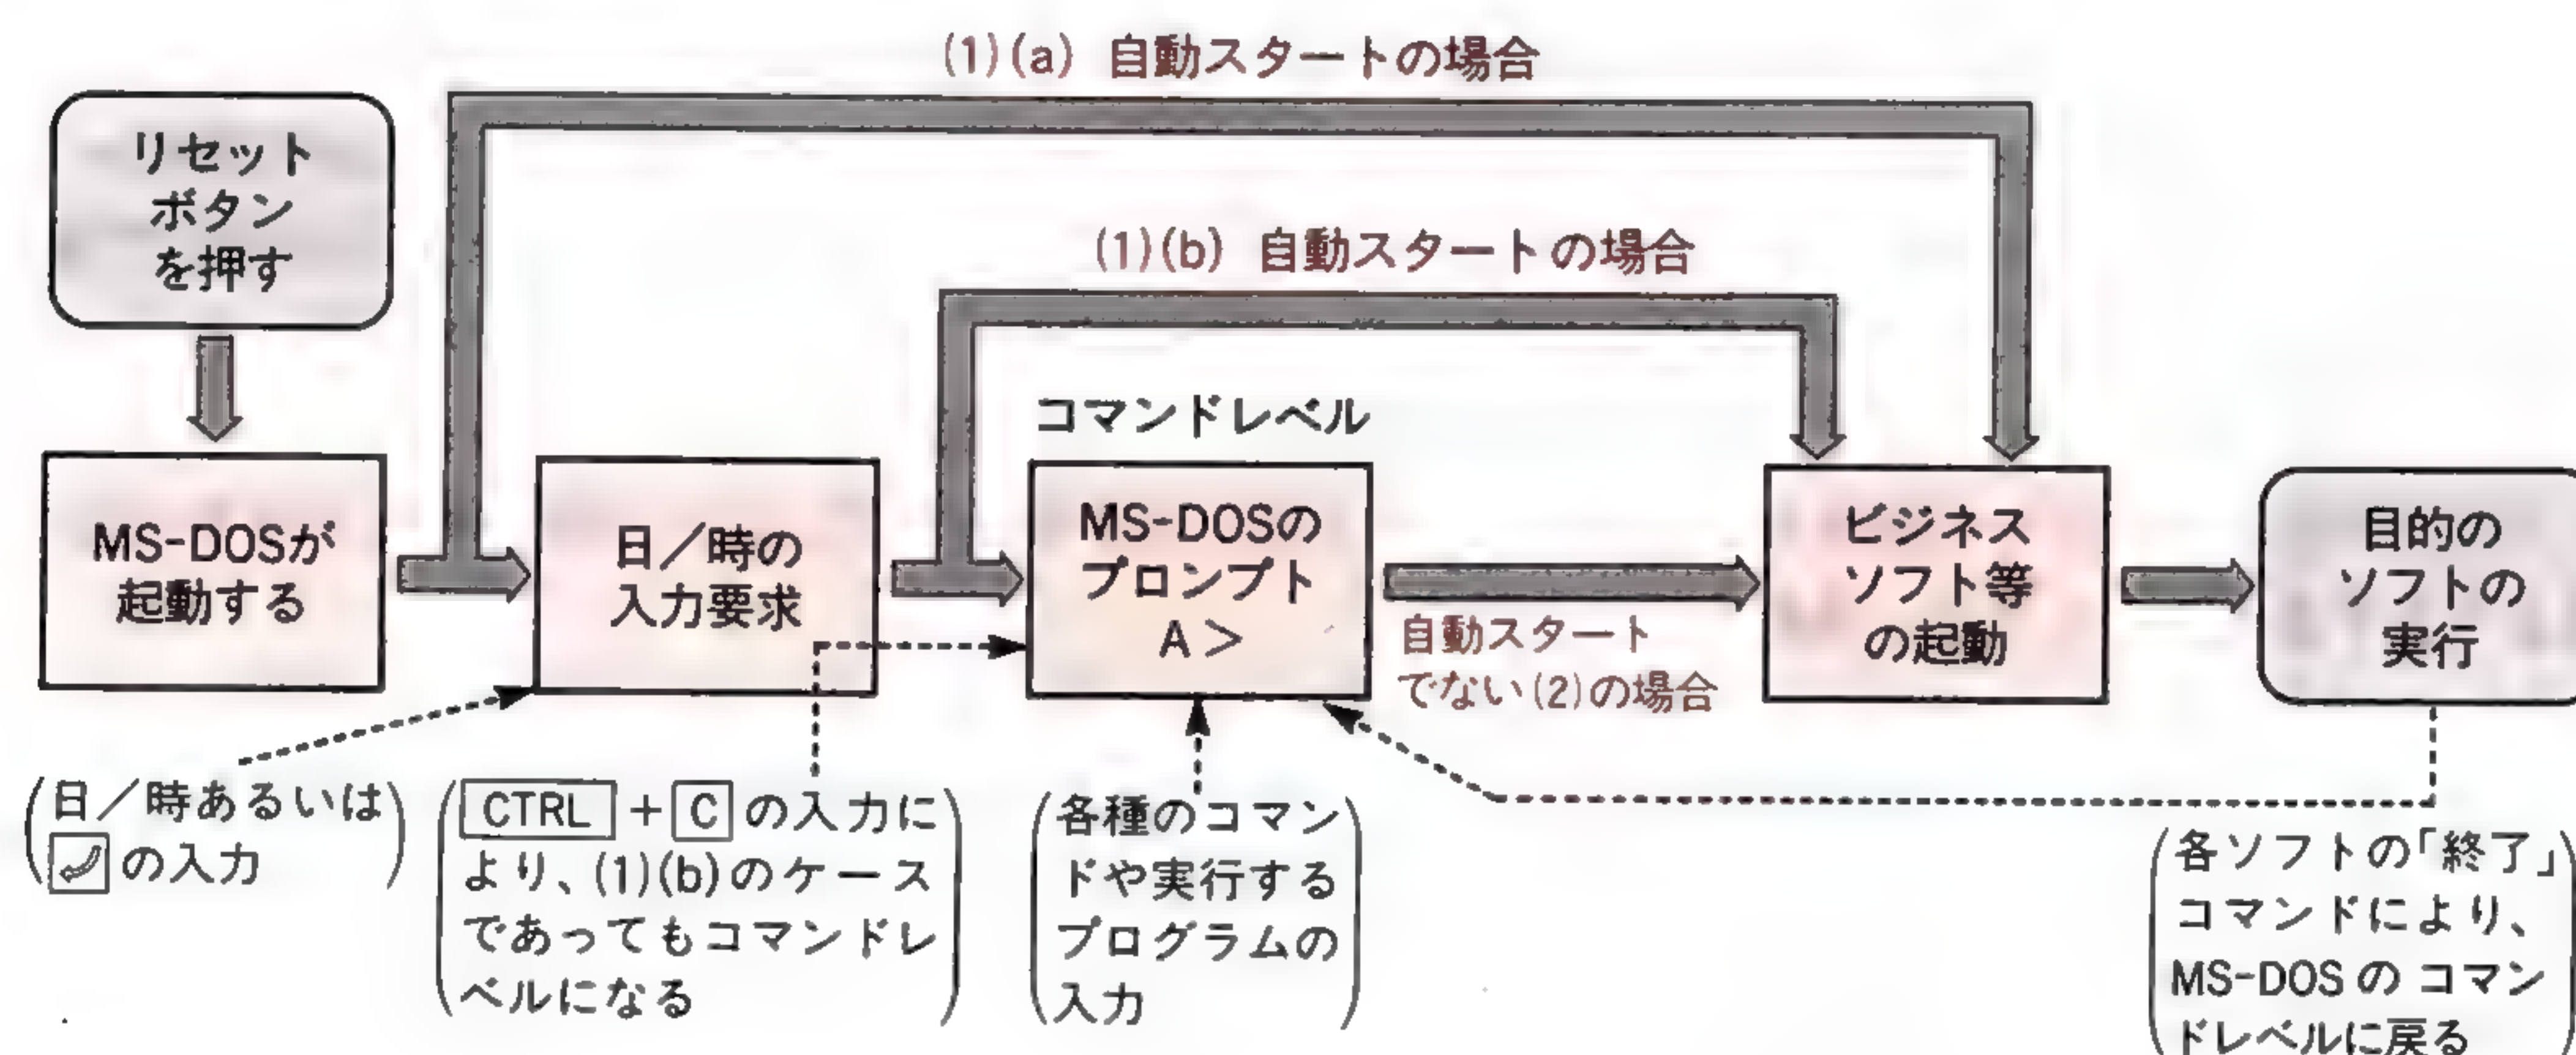 (1)(a) 自動スタートの場合
リセット
ボタン
を押す
(1)(b) 自動スタートの場合
コマンドレベル
MS-DOSが
起動する
日/時の
入力要求
MS-DOSの
プロンプト
A >
自動スタート
でない(2)の場合
ビジネス
ソフト等
の起動
目的の
ソフトの
実行
(日/時あるいは
の入力)
(CTRL + C の入力に
より、(1)(b)のケース
であってもコマンドレ
ベルになる)
(各種のコマン
ドや実行する
プログラムの
入力)
(各ソフトの「終了」
コマンドにより、
MS-DOS の コマン
ドレベルに戻る)